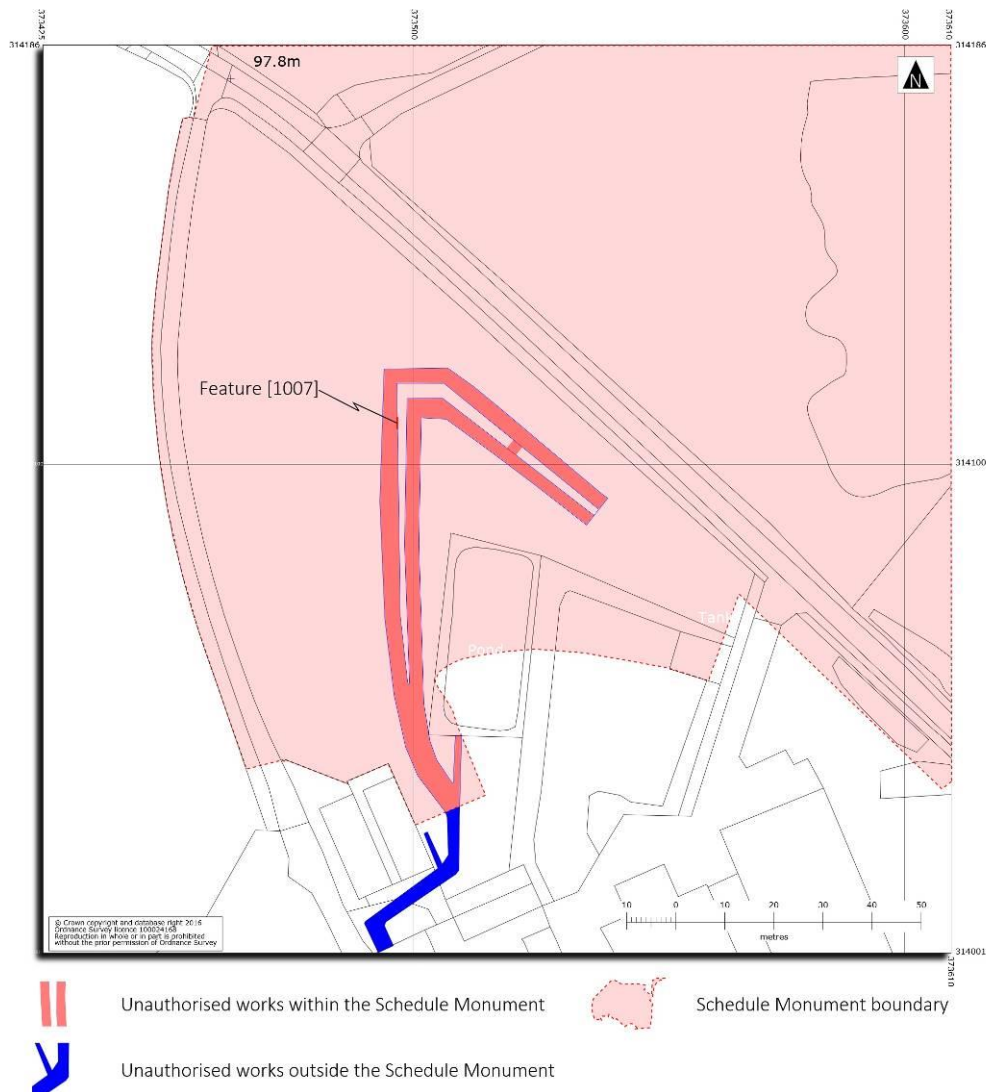 373425
373500
373600
373610
314186
314186
97.8m
N
Feature [1007]
314100
Tank
Pond
10 0 10 20 30 40 50
metres
© Crown copyright and database right 2016
Ordnance Survey licence 100024168
Reproduction in whole or in part is prohibited
without the prior permission of Ordnance Survey
314001
373610
Unauthorised works within the Schedule Monument
Schedule Monument boundary
Unauthorised works outside the Schedule Monument